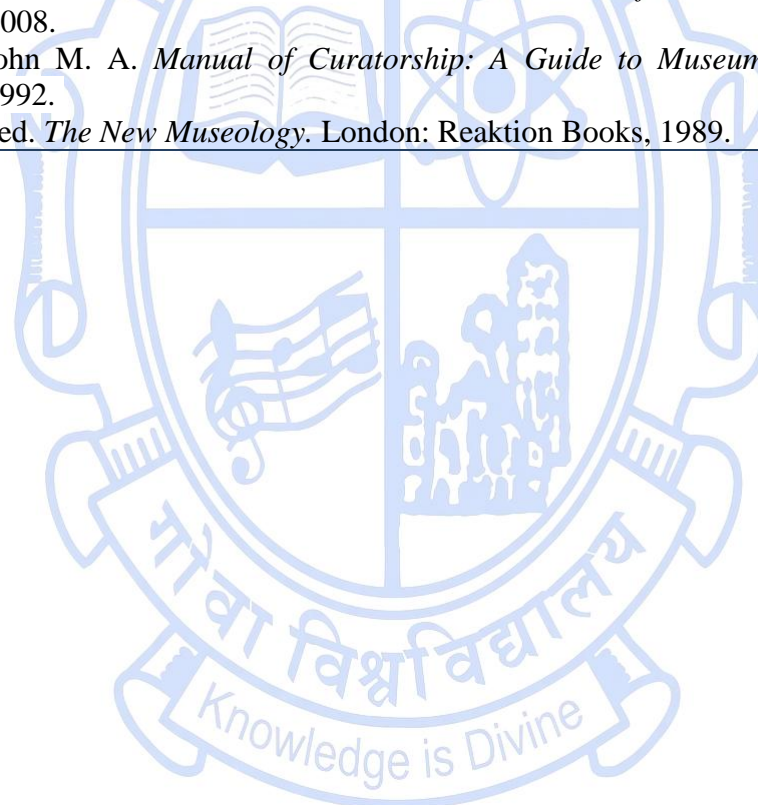 008.
ohn M. A. Manual of Curatorship: A Guide to Museum
992.
ed. The New Museology. London: Reaktion Books, 1989.
गोंवा विश्वविद्यालय
Knowledge is Divine